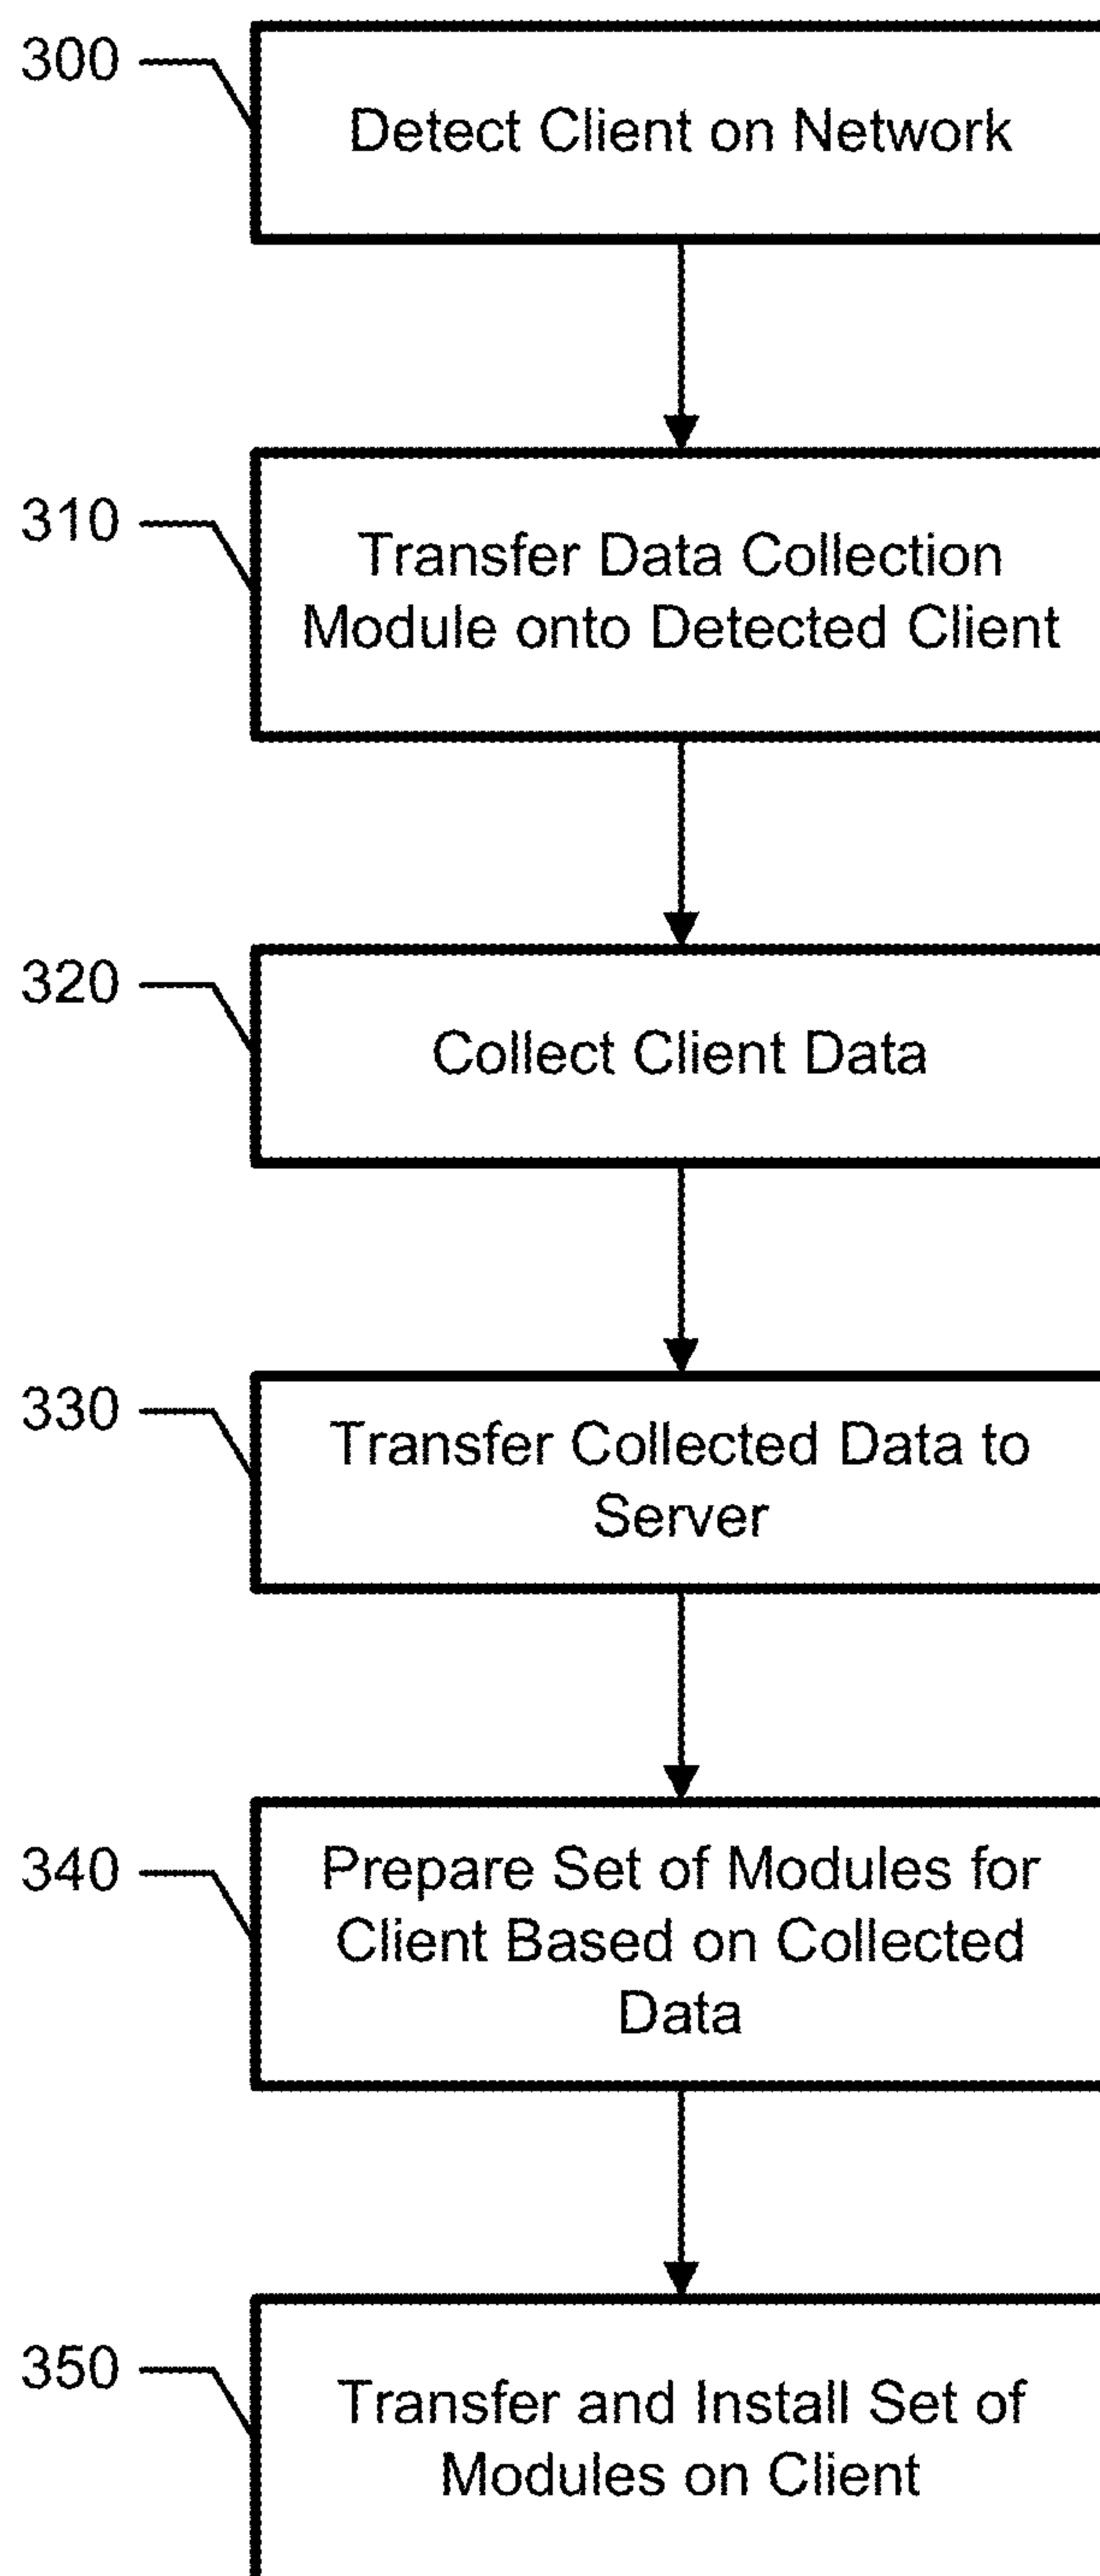 300
Detect Client on Network
310
Transfer Data Collection
Module onto Detected Client
320
Collect Client Data
330
Transfer Collected Data to
Server
340
Prepare Set of Modules for
Client Based on Collected
Data
350
Transfer and Install Set of
Modules on Client